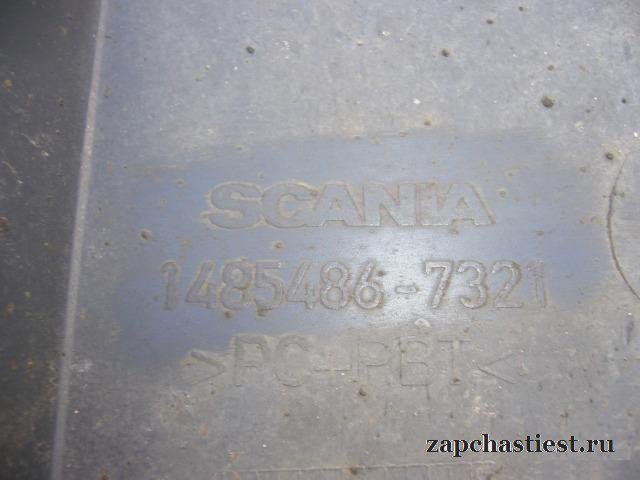 SCANIA
1485486-7321
>PC-PBT<
zapchastiest.ru